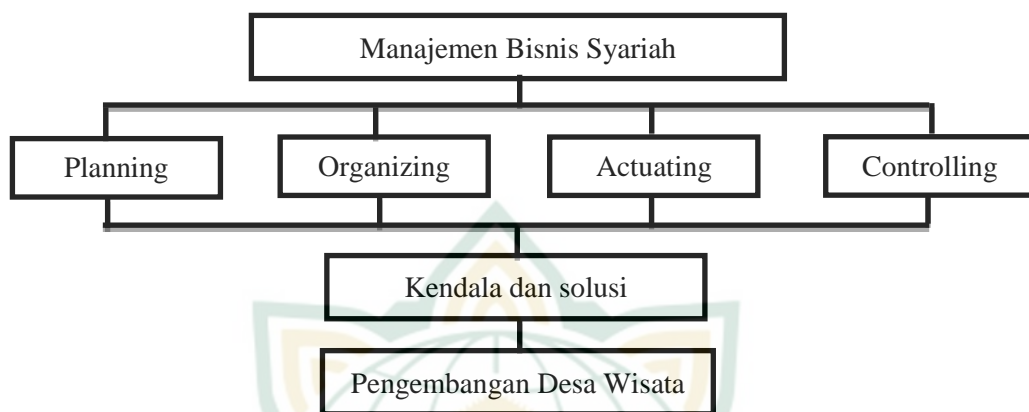 Manajemen Bisnis Syariah
Planning
Organizing
Actuating
Controlling
Kendala dan solusi
Pengembangan Desa Wisata